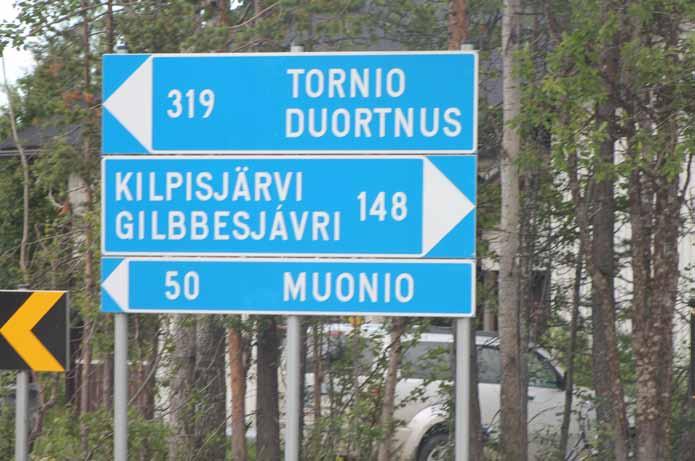 319 TORNIO
DUORTNUS
KILPISJÄRVI
GILBBESJÁVRI 148
50 MUONIO